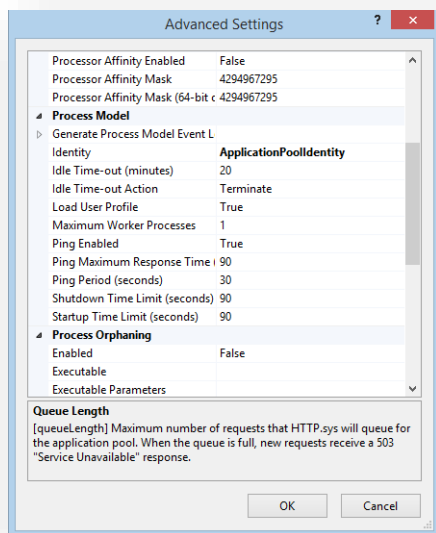 Advanced Settings ? ×
Processor Affinity Enabled False
Processor Affinity Mask 4294967295
Processor Affinity Mask (64-bit o 4294967295
Process Model
Generate Process Model Event L
Identity ApplicationPoolIdentity
Idle Time-out (minutes) 20
Idle Time-out Action Terminate
Load User Profile True
Maximum Worker Processes 1
Ping Enabled True
Ping Maximum Response Time ( 90
Ping Period (seconds) 30
Shutdown Time Limit (seconds) 90
Startup Time Limit (seconds) 90
Process Orphaning
Enabled False
Executable
Executable Parameters
Queue Length
[queueLength] Maximum number of requests that HTTP.sys will queue for
the application pool. When the queue is full, new requests receive a 503
"Service Unavailable" response.
OK Cancel